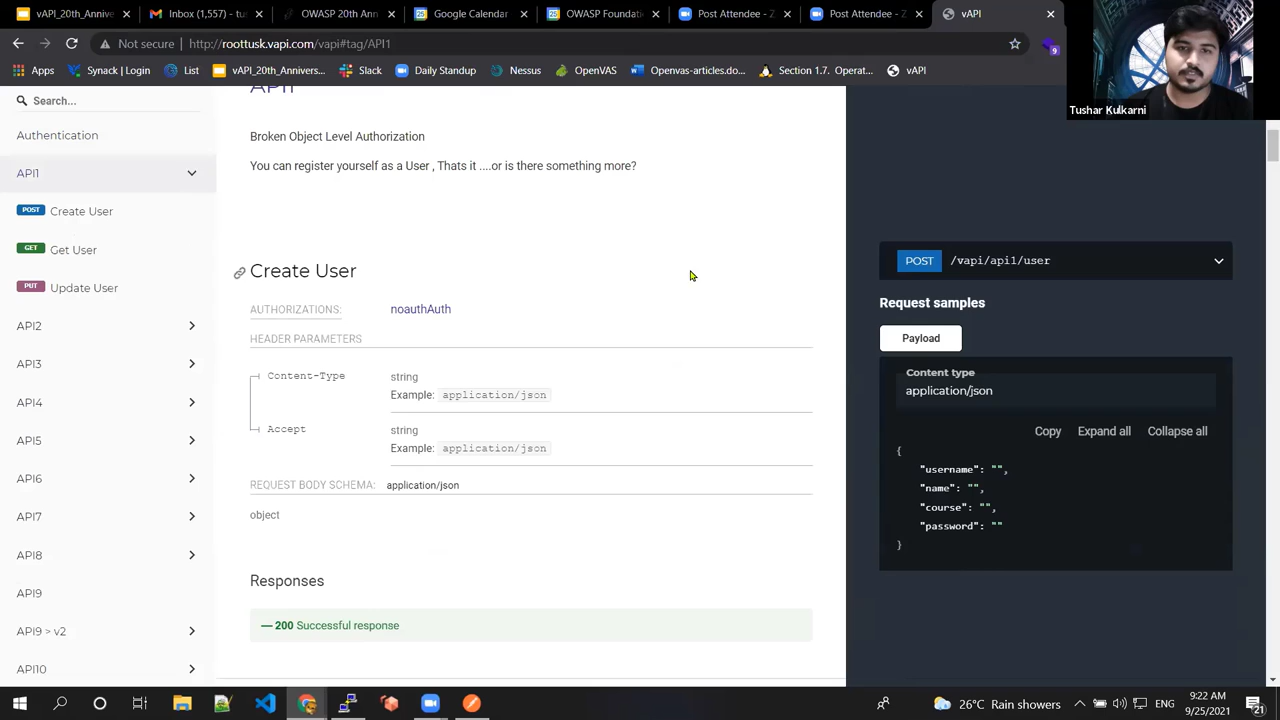 vAPI_20th_Annive
Inbox (1,557) - tus
OWASP 20th Ann
Google Calendar
OWASP Foundati
Post Attendee - Z
Post Attendee - Z
vAPI
Not secure
http://roottusk.vapi.com/#tag/API1
9
Apps
Synack | Login
List
vAPI_20th_Annivers...
Slack
Daily Standup
Nessus
OpenVAS
Openvas-articles.do...
Section 1.7. Operat...
vAPI
Tushar Kulkarni
Search...
Authentication
API1
POST Create User
GET Get User
PUT Update User
API2
API3
API4
API5
API6
API7
API8
API9
API9 > v2
API10
API1
Broken Object Level Authorization
You can register yourself as a User , Thats it ....or is there something more?
Create User
AUTHORIZATIONS: noauthAuth
HEADER PARAMETERS
Content-Type string
Example: application/json
Accept string
Example: application/json
REQUEST BODY SCHEMA: application/json
object
Responses
— 200 Successful response
POST /vapi/api1/user
Request samples
Payload
Content type
application/json
Copy Expand all Collapse all
{
"username": "",
"name": "",
"course": "",
"password": ""
}
26°C Rain showers
ENG
9:22 AM
9/25/2021
21